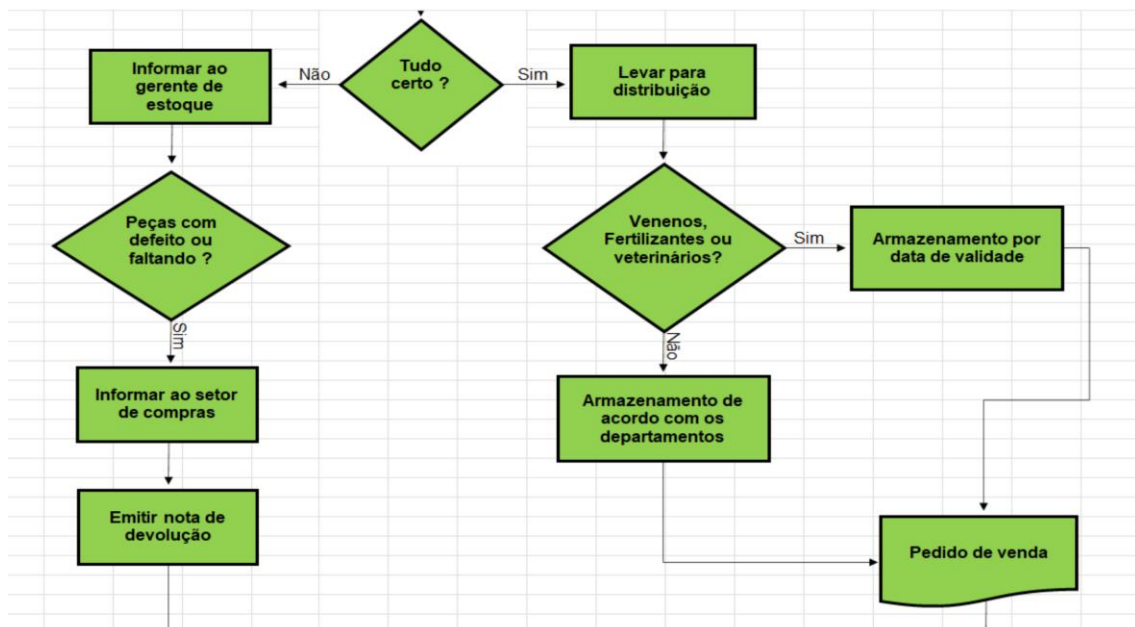 Informar ao
gerente de
estoque
Não
Tudo
certo ?
Sim
Levar para
distribuição
Peças com
defeito ou
faltando ?
Venenos,
Fertilizantes ou
veterinários?
Sim
Armazenamento por
data de validade
Sim
Não
Informar ao setor
de compras
Armazenamento de
acordo com os
departamentos
Emitir nota de
devolução
Pedido de venda